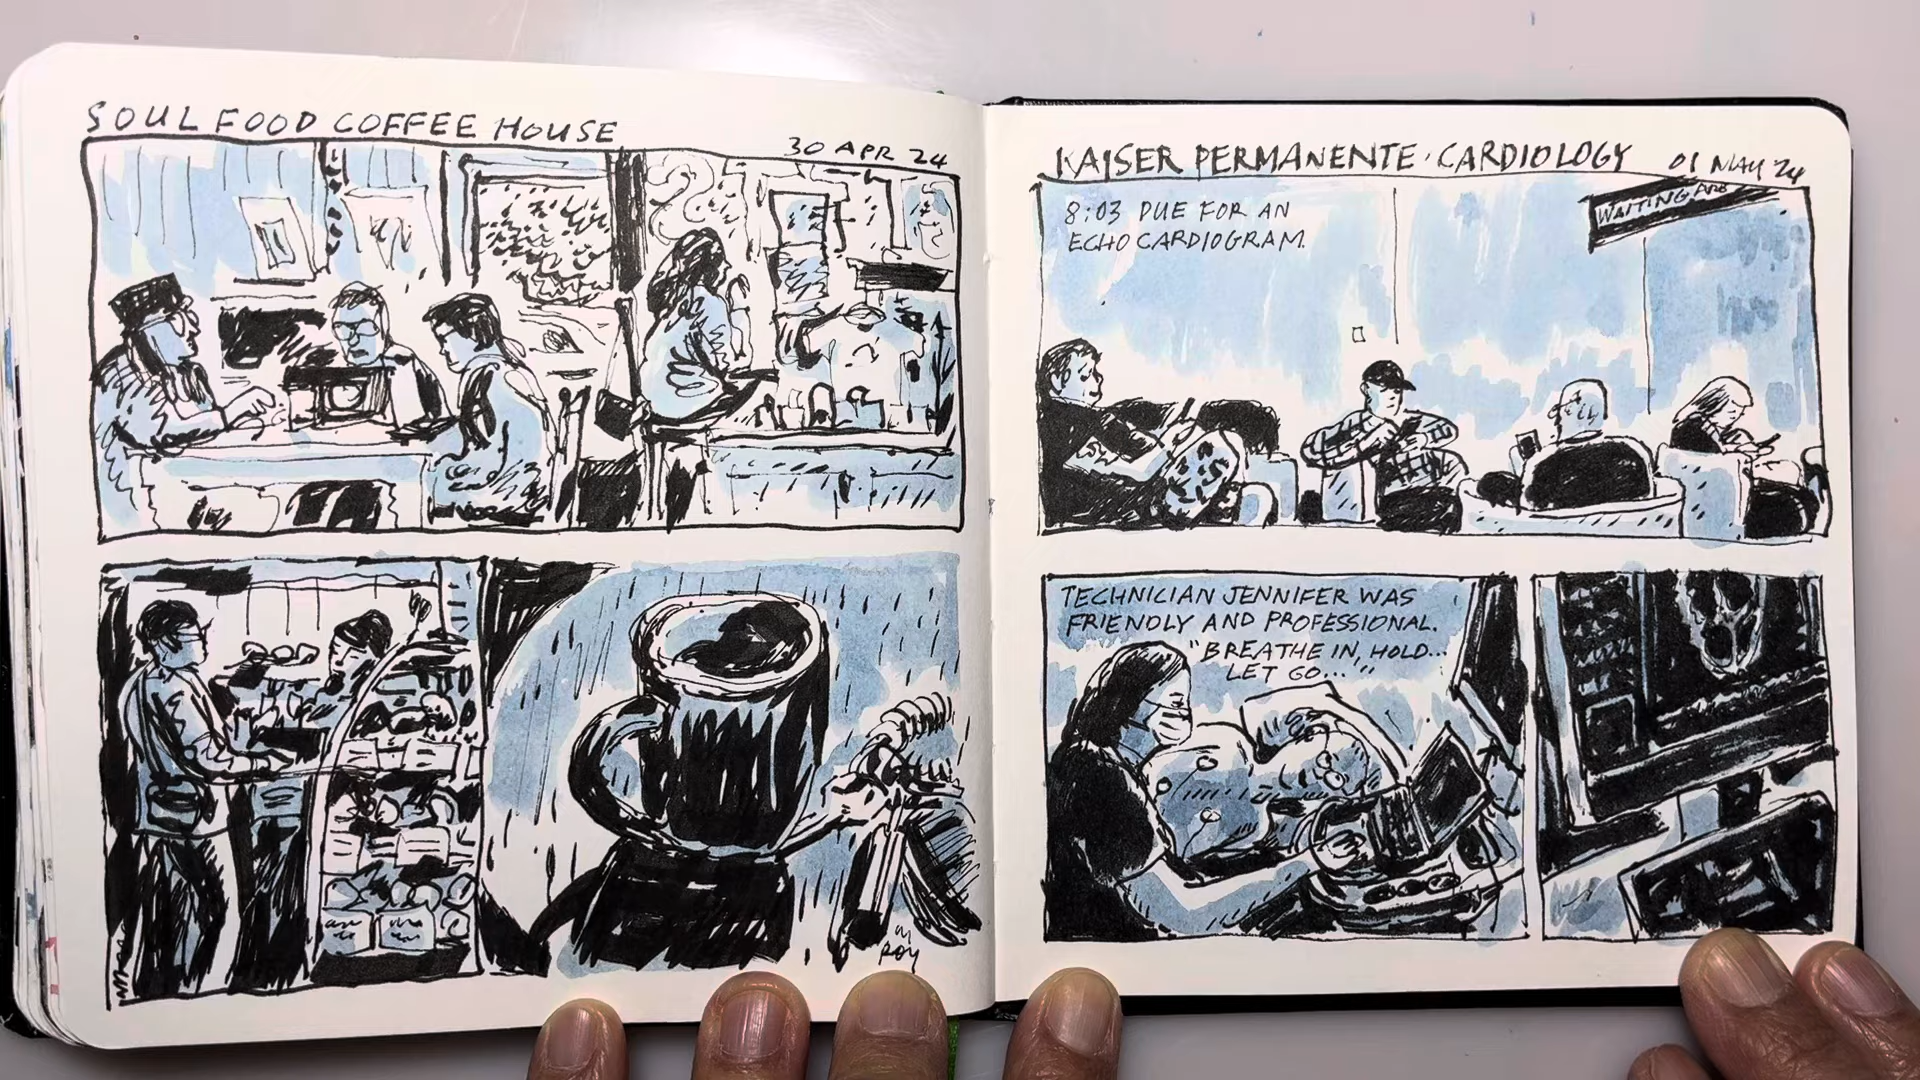 SOUL FOOD COFFEE HOUSE
30 APR 24
ROY
KAISER PERMANENTE · CARDIOLOGY 01 MAY 24
WAITING
8:03 DUE FOR AN
ECHOCARDIOGRAM.
TECHNICIAN JENNIFER WAS
FRIENDLY AND PROFESSIONAL.
"BREATHE IN, HOLD...
LET GO..."